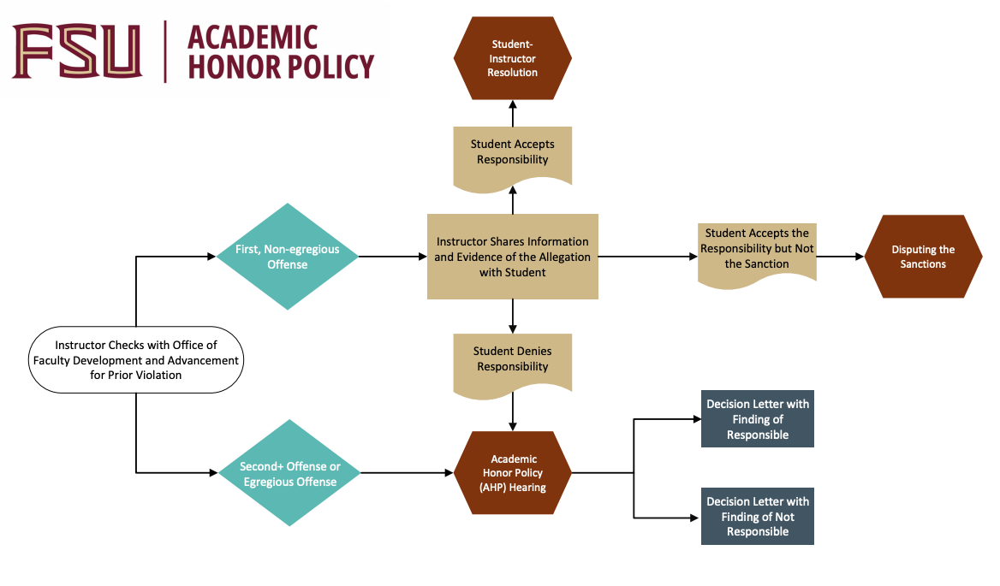 FSU
ACADEMIC
HONOR POLICY
Student-
Instructor
Resolution
Student Accepts
Responsibility
First, Non-egregious
Offense
Instructor Shares Information
and Evidence of the Allegation
with Student
Student Accepts the
Responsibility but Not
the Sanction
Disputing the
Sanctions
Instructor Checks with Office of
Faculty Development and Advancement
for Prior Violation
Student Denies
Responsibility
Second+ Offense or
Egregious Offense
Academic
Honor Policy
(AHP) Hearing
Decision Letter with
Finding of
Responsible
Decision Letter with
Finding of Not
Responsible